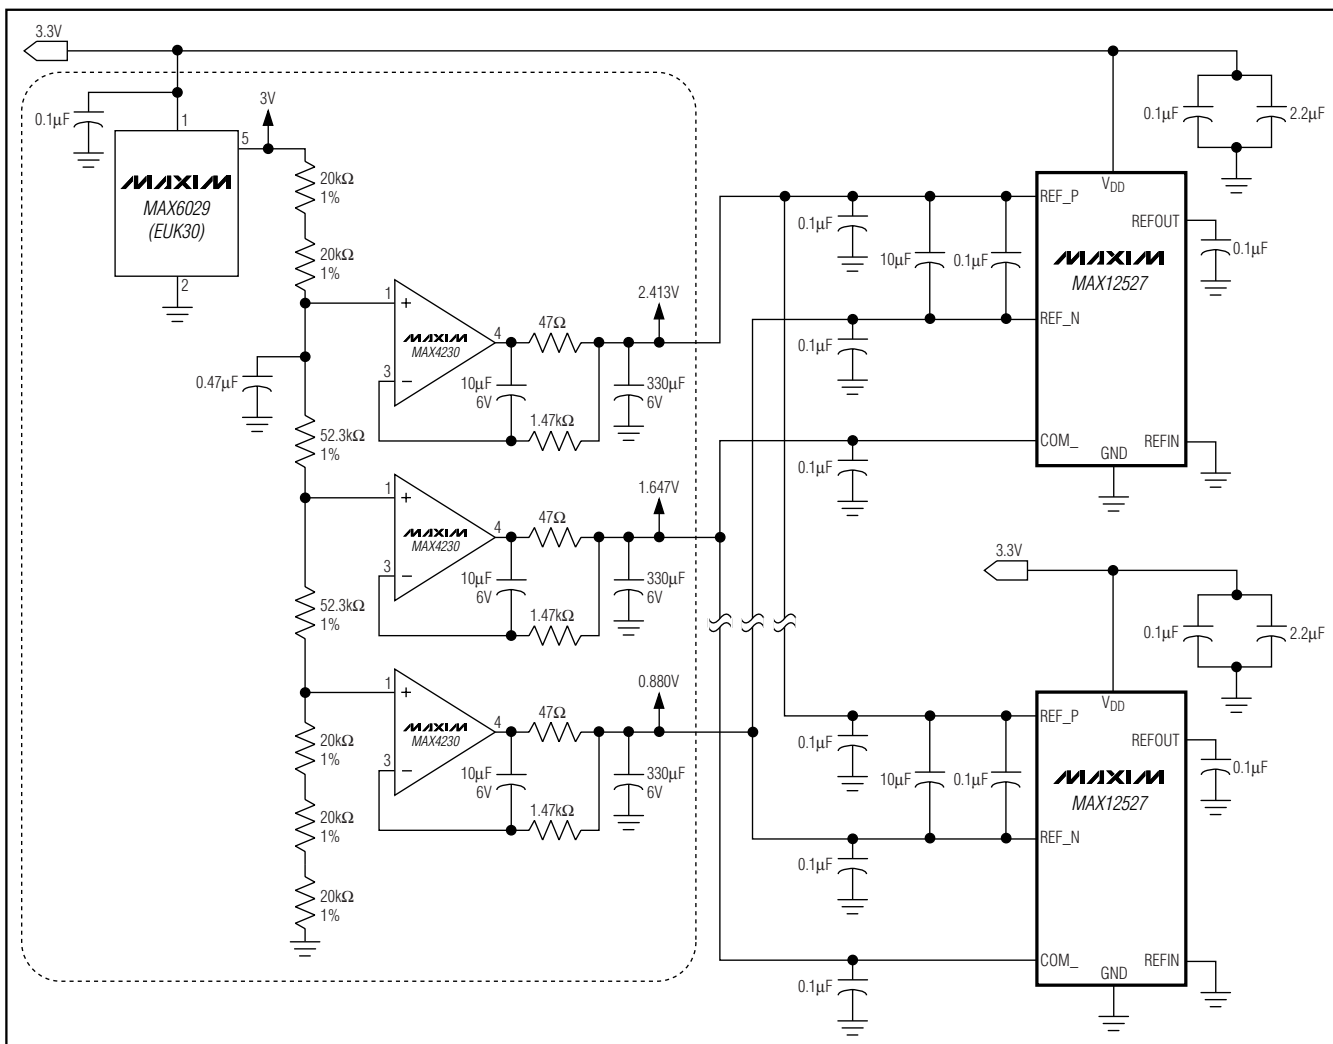 3.3V
0.1μF
1
3V
5
MAXIM
MAX6029
(EUK30)
2
20kΩ
1%
20kΩ
1%
0.47μF
52.3kΩ
1%
52.3kΩ
1%
20kΩ
1%
20kΩ
1%
20kΩ
1%
1
+
MAXIM
MAX4230
3
−
4
47Ω
10μF
6V
1.47kΩ
2.413V
330μF
6V
1
+
MAXIM
MAX4230
3
−
4
47Ω
10μF
6V
1.47kΩ
1.647V
330μF
6V
1
+
MAXIM
MAX4230
3
−
4
47Ω
10μF
6V
1.47kΩ
0.880V
330μF
6V
0.1μF
2.2μF
0.1μF
10μF
0.1μF
0.1μF
0.1μF
VDD
REF_P
REFOUT
MAXIM
MAX12527
REF_N
COM_
GND
REFIN
0.1μF
3.3V
0.1μF
2.2μF
0.1μF
10μF
0.1μF
0.1μF
0.1μF
VDD
REF_P
REFOUT
MAXIM
MAX12527
REF_N
COM_
GND
REFIN
0.1μF